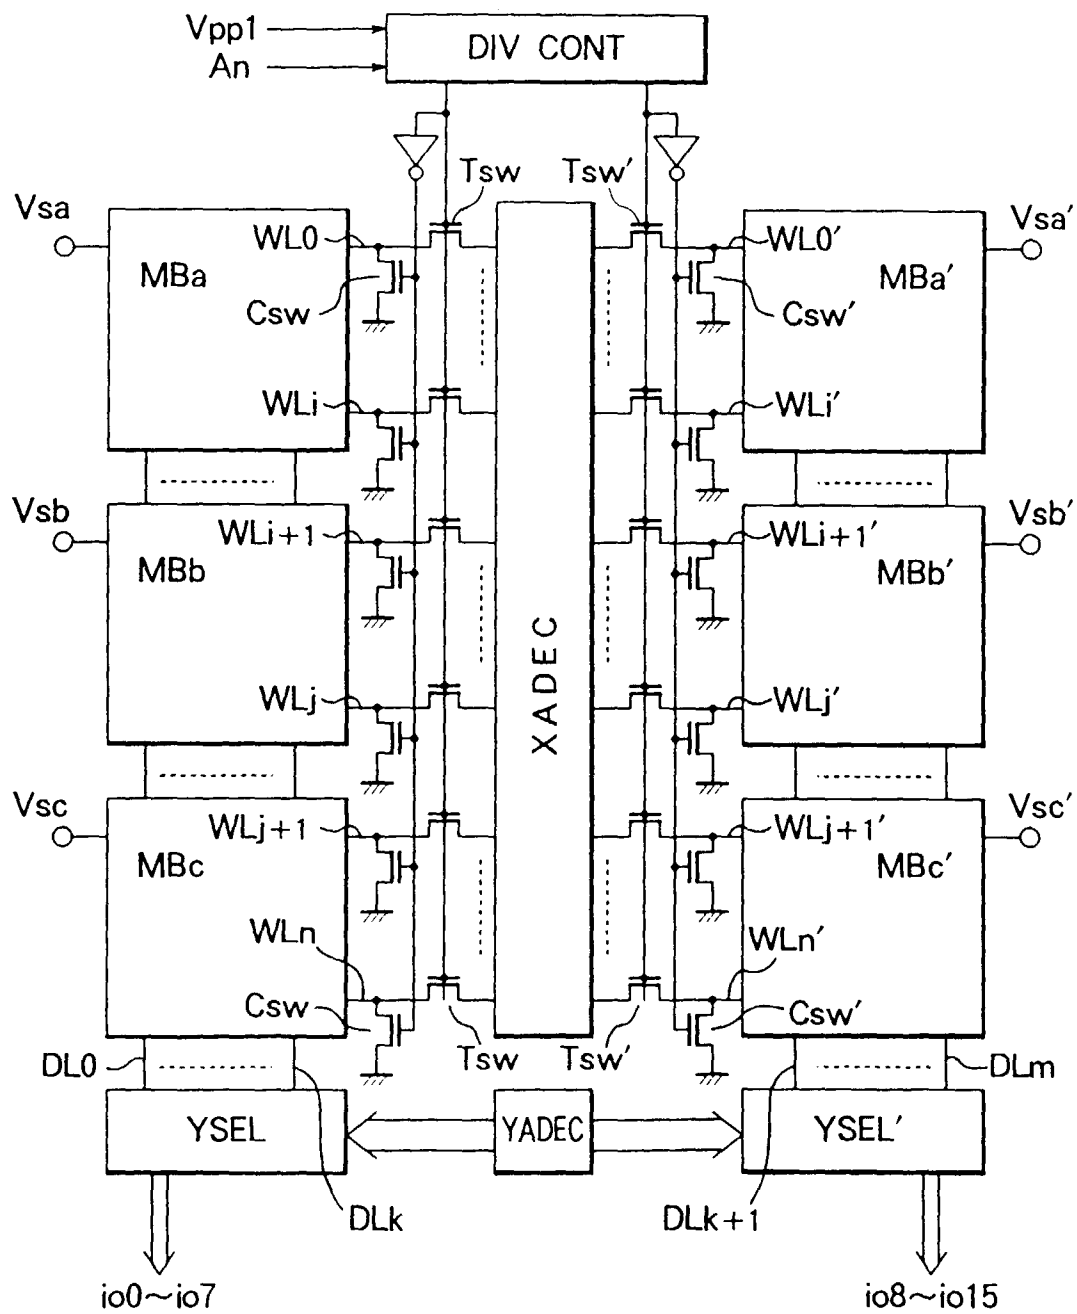 Vpp1
An
DIV CONT
Tsw
Tsw′
Vsa
Vsa′
WL0
WL0′
MBa
MBa′
Csw
Csw′
WLi
WLi′
Vsb
Vsb′
WLi+1
WLi+1′
MBb
MBb′
XADEC
WLj
WLj′
Vsc
Vsc′
WLj+1
WLj+1′
MBc
MBc′
WLn
WLn′
Csw
Csw′
Tsw
Tsw′
DL0
DLm
YSEL
YADEC
YSEL′
DLk
DLk+1
io0~io7
io8~io15